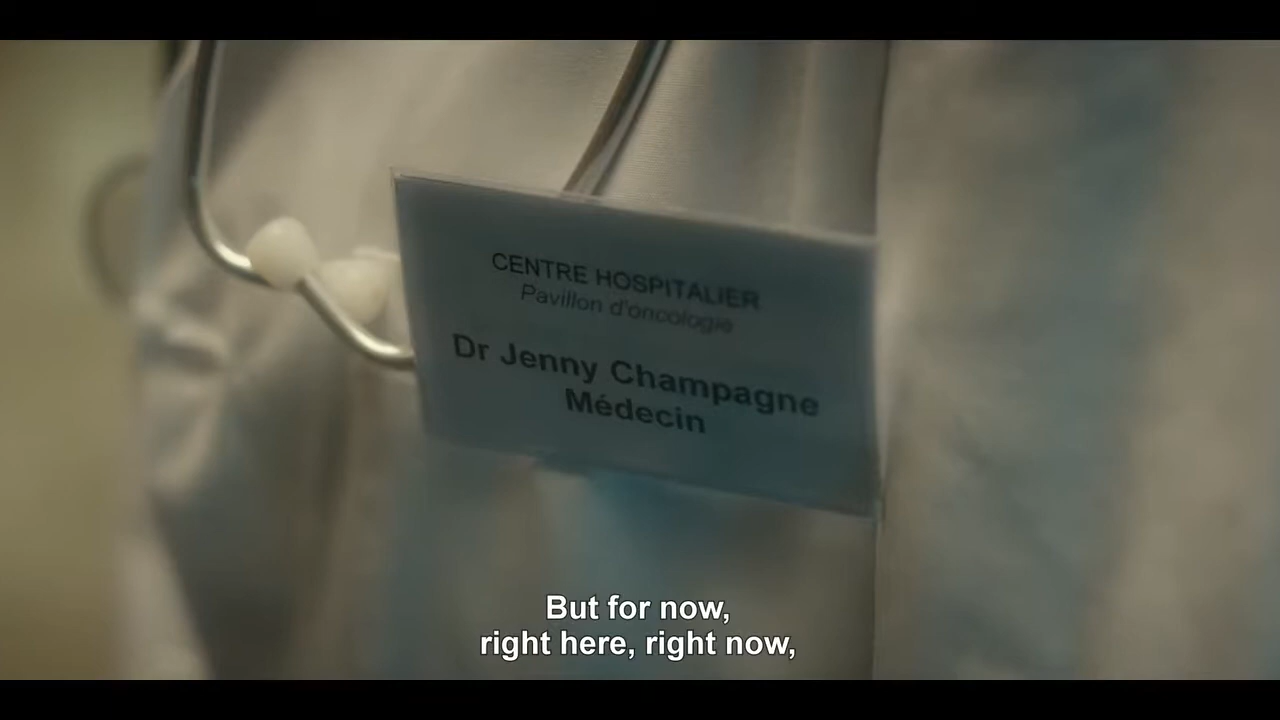 CENTRE HOSPITALIER
Pavillon d'oncologie
Dr Jenny Champagne
Médecin
But for now,
right here, right now,